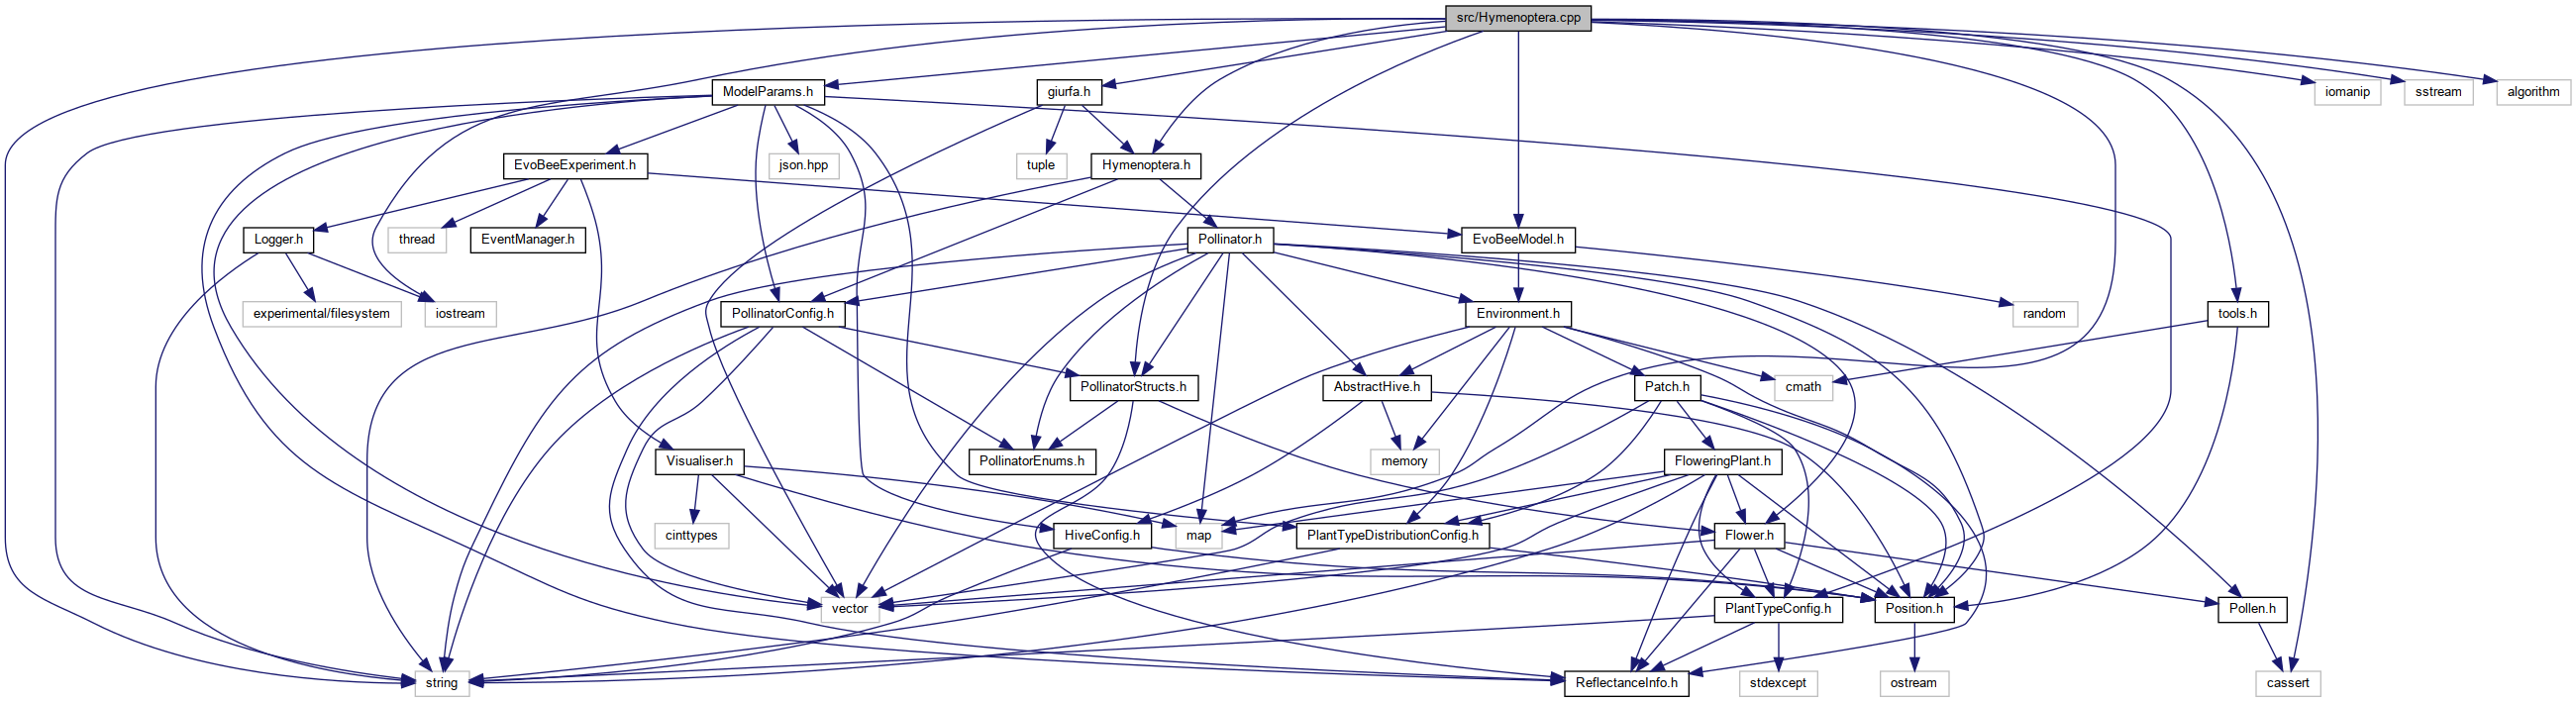 src/Hymenoptera.cpp
ModelParams.h
giurfa.h
iomanip
sstream
algorithm
EvoBeeExperiment.h
json.hpp
tuple
Hymenoptera.h
Logger.h
thread
EventManager.h
Pollinator.h
EvoBeeModel.h
experimental/filesystem
iostream
PollinatorConfig.h
Environment.h
random
tools.h
PollinatorStructs.h
AbstractHive.h
Patch.h
cmath
Visualiser.h
PollinatorEnums.h
memory
FloweringPlant.h
cinttypes
HiveConfig.h
map
PlantTypeDistributionConfig.h
Flower.h
vector
PlantTypeConfig.h
Position.h
Pollen.h
string
ReflectanceInfo.h
stdexcept
ostream
cassert